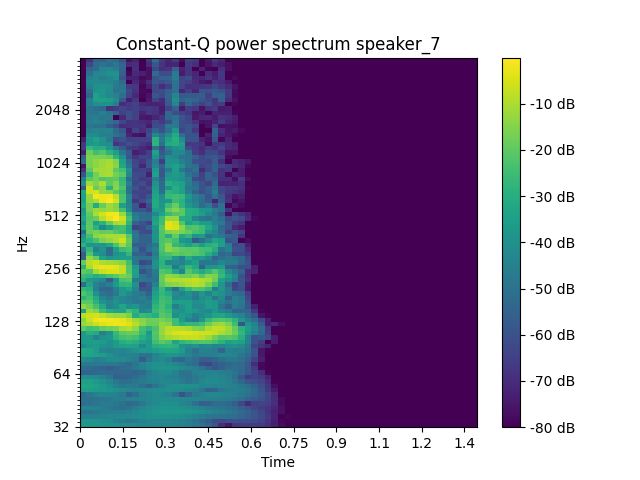 Constant-Q power spectrum speaker_7
Hz
2048
1024
512
256
128
64
32
0 0.15 0.3 0.45 0.6 0.75 0.9 1.1 1.2 1.4
Time
-10 dB
-20 dB
-30 dB
-40 dB
-50 dB
-60 dB
-70 dB
-80 dB